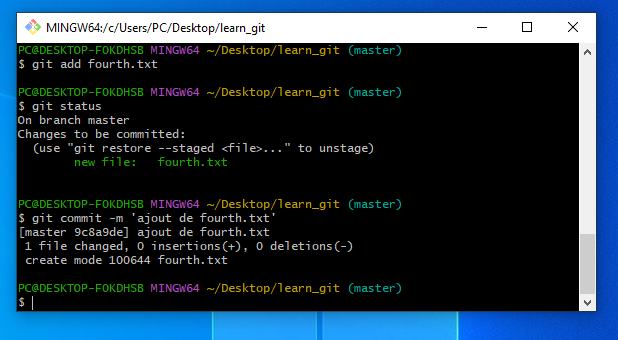 MINGW64:/c/Users/PC/Desktop/learn_git
PC@DESKTOP-FOKDHSB MINGW64 ~/Desktop/learn_git (master)
$ git add fourth.txt
PC@DESKTOP-FOKDHSB MINGW64 ~/Desktop/learn_git (master)
$ git status
On branch master
Changes to be committed:
  (use "git restore --staged <file>..." to unstage)
        new file:   fourth.txt
PC@DESKTOP-FOKDHSB MINGW64 ~/Desktop/learn_git (master)
$ git commit -m 'ajout de fourth.txt'
[master 9c8a9de] ajout de fourth.txt
 1 file changed, 0 insertions(+), 0 deletions(-)
 create mode 100644 fourth.txt
PC@DESKTOP-FOKDHSB MINGW64 ~/Desktop/learn_git (master)
$